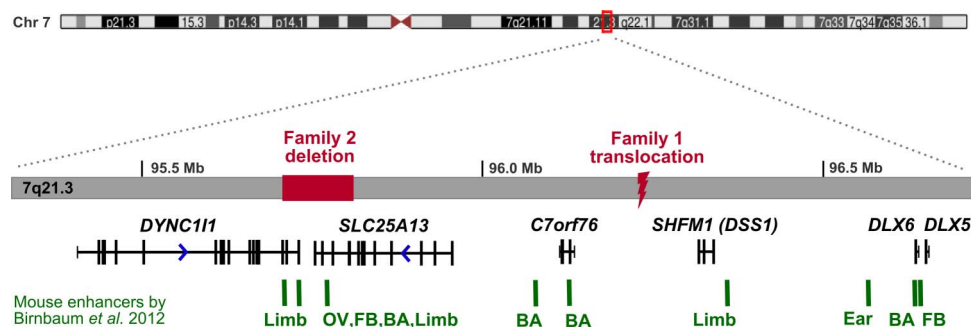 Chr 7 p21.3 15.3 p14.3 p14.1 7q21.11 q22.1 7q31.1 7q33 7q34 7q35 36.1
Family 2
deletion
Family 1
translocation
95.5 Mb 96.0 Mb 96.5 Mb
7q21.3
DYNC1I1 SLC25A13 C7orf76 SHFM1 (DSS1) DLX6 DLX5
Mouse enhancers by
Birnbaum et al. 2012
Limb OV,FB,BA,Limb BA BA Limb Ear BA FB